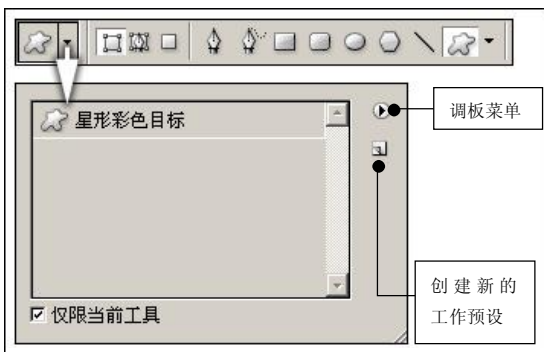 星形彩色目标
调板菜单
创建新的
工作预设
仅限当前工具